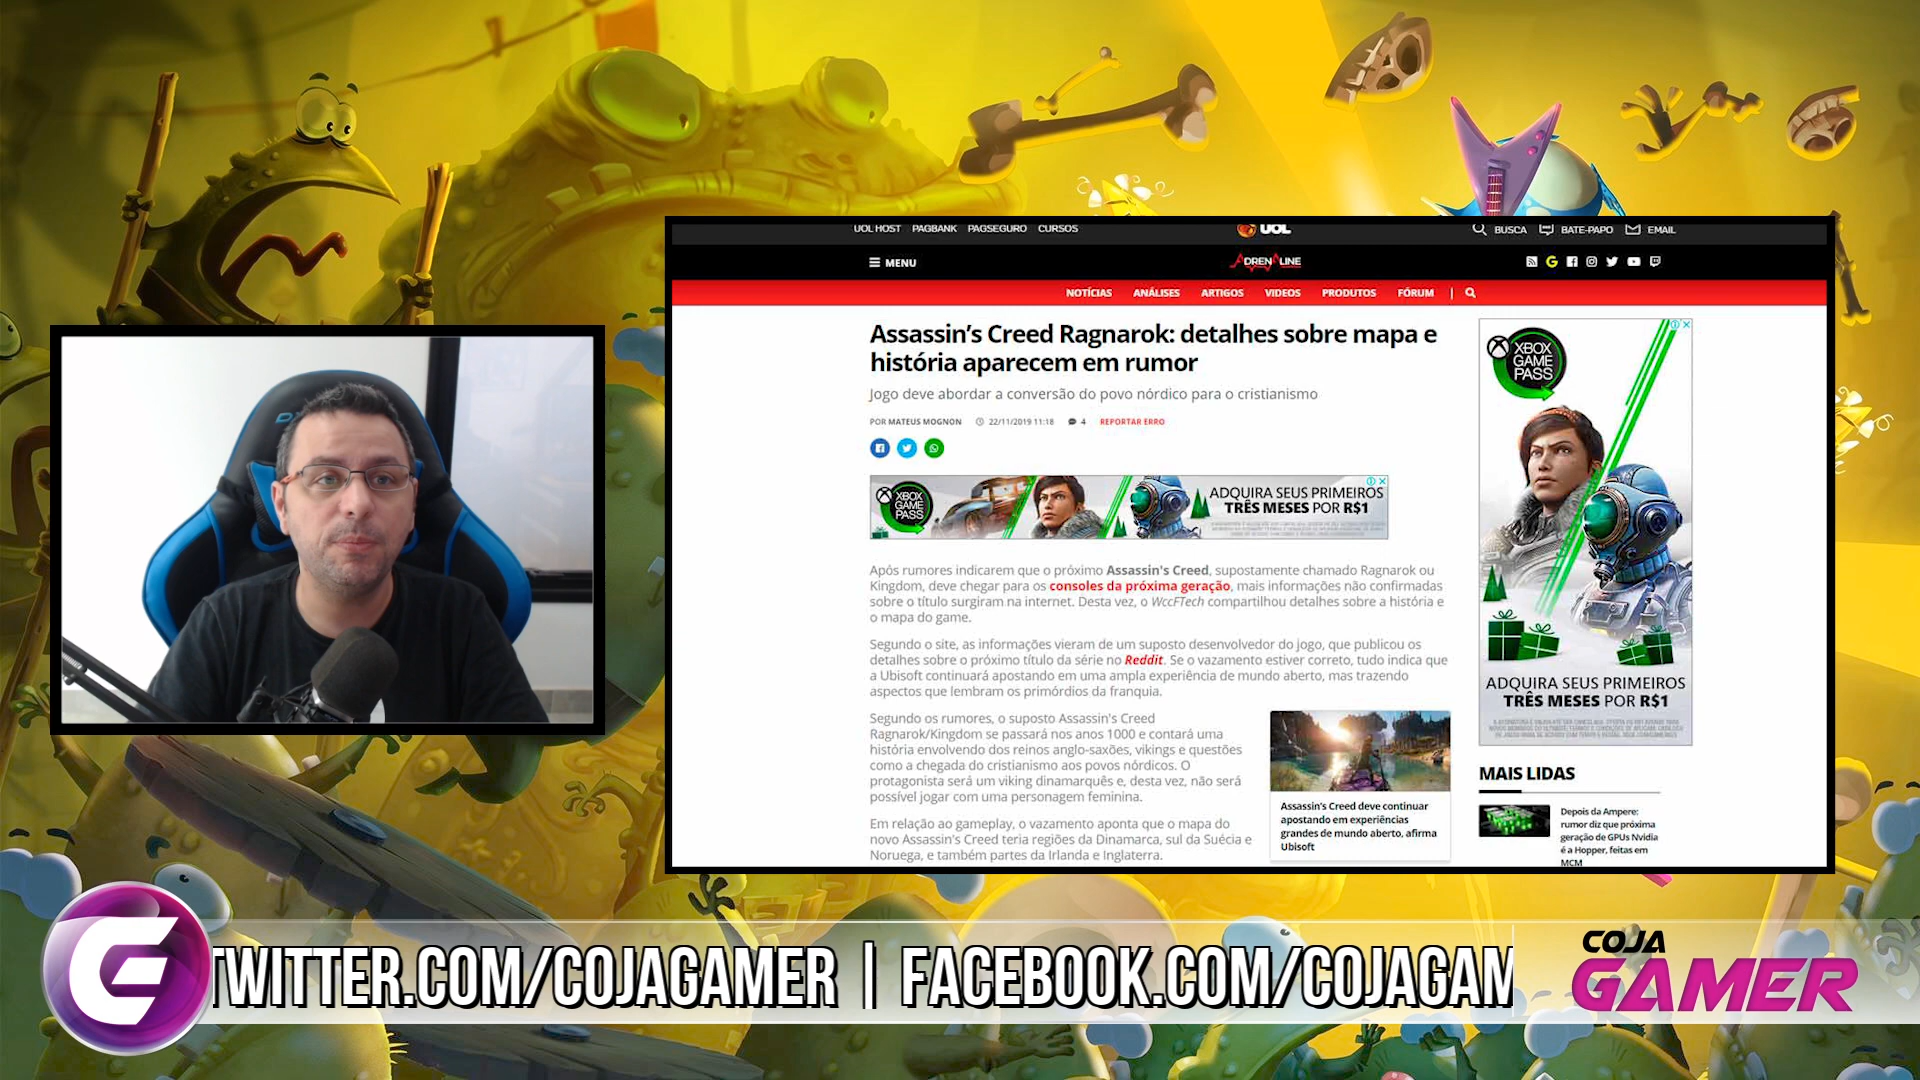 UOL HOST PAGBANK PAGSEGURO CURSOS
UOL
BUSCA BATE-PAPO EMAIL
MENU
ADRENALINE
NOTÍCIAS ANÁLISES ARTIGOS VIDEOS PRODUTOS FÓRUM |
Assassin's Creed Ragnarok: detalhes sobre mapa e
história aparecem em rumor
Jogo deve abordar a conversão do povo nórdico para o cristianismo
POR MATEUS MOGNON 22/11/2019 11:18 4 REPORTAR ERRO
XBOX
GAME
PASS
ADQUIRA SEUS PRIMEIROS
TRÊS MESES POR R$1
Após rumores indicarem que o próximo Assassin's Creed, supostamente chamado Ragnarok ou
Kingdom, deve chegar para os consoles da próxima geração, mais informações não confirmadas
sobre o título surgiram na internet. Desta vez, o WccFTech compartilhou detalhes sobre a história e
o mapa do game.
Segundo o site, as informações vieram de um suposto desenvolvedor do jogo, que publicou os
detalhes sobre o próximo título da série no Reddit. Se o vazamento estiver correto, tudo indica que
a Ubisoft continuará apostando em uma ampla experiência de mundo aberto, mas trazendo
aspectos que lembram os primórdios da franquia.
Segundo os rumores, o suposto Assassin's Creed
Ragnarok/Kingdom se passará nos anos 1000 e contará uma
história envolvendo dos reinos anglo-saxões, vikings e questões
como a chegada do cristianismo aos povos nórdicos. O
protagonista será um viking dinamarquês e, desta vez, não será
possível jogar com uma personagem feminina.
Em relação ao gameplay, o vazamento aponta que o mapa do
novo Assassin's Creed teria regiões da Dinamarca, sul da Suécia e
Noruega, e também partes da Irlanda e Inglaterra.
Assassin's Creed deve continuar
apostando em experiências
grandes de mundo aberto, afirma
Ubisoft
XBOX
GAME
PASS
ADQUIRA SEUS PRIMEIROS
TRÊS MESES POR R$1
MAIS LIDAS
Depois da Ampere:
rumor diz que próxima
geração de GPUs Nvidia
é a Hopper, feitas em
MCM
TWITTER.COM/COJAGAMER | FACEBOOK.COM/COJAGAM
COJA
GAMER